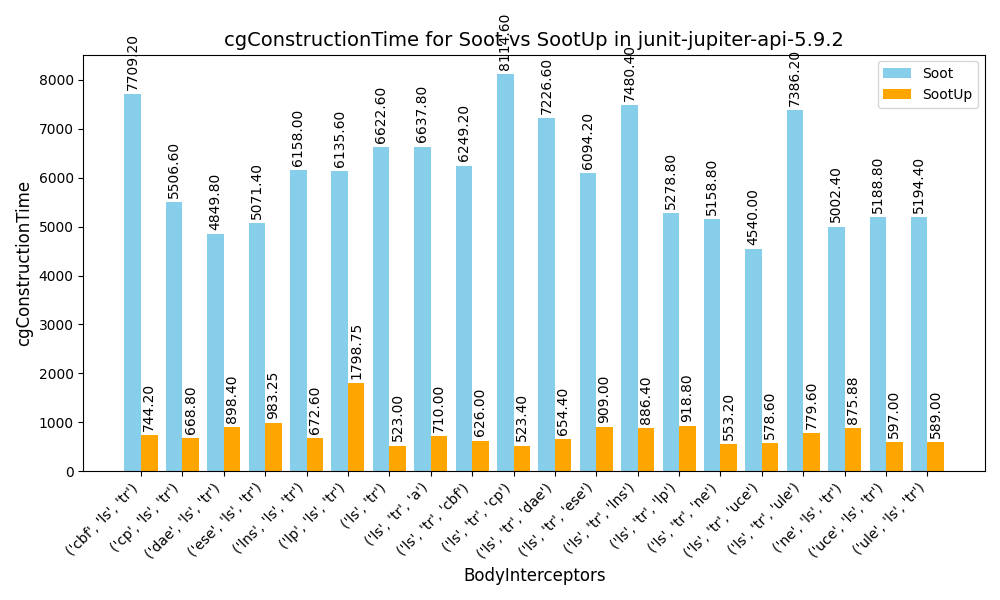 cgConstructionTime for Soot vs SootUp in junit-jupiter-api-5.9.2
Soot
SootUp
cgConstructionTime
8000
7000
6000
5000
4000
3000
2000
1000
0
7709.20
5506.60
4849.80
5071.40
6158.00
6135.60
6622.60
6637.80
6249.20
8114.60
7226.60
6094.20
7480.40
5278.80
5158.80
4540.00
7386.20
5002.40
5188.80
5194.40
744.20
668.80
898.40
983.25
672.60
1798.75
523.00
710.00
626.00
523.40
654.40
909.00
886.40
918.80
553.20
578.60
779.60
875.88
597.00
589.00
('cbf', 'ls', 'tr')
('cp', 'ls', 'tr')
('dae', 'ls', 'tr')
('ese', 'ls', 'tr')
('lns', 'ls', 'tr')
('lp', 'ls', 'tr')
('ls', 'tr')
('ls', 'tr', 'a')
('ls', 'tr', 'cbf')
('ls', 'tr', 'cp')
('ls', 'tr', 'dae')
('ls', 'tr', 'ese')
('ls', 'tr', 'lns')
('ls', 'tr', 'lp')
('ls', 'tr', 'ne')
('ls', 'tr', 'uce')
('ls', 'tr', 'ule')
('ne', 'ls', 'tr')
('uce', 'ls', 'tr')
('ule', 'ls', 'tr')
BodyInterceptors